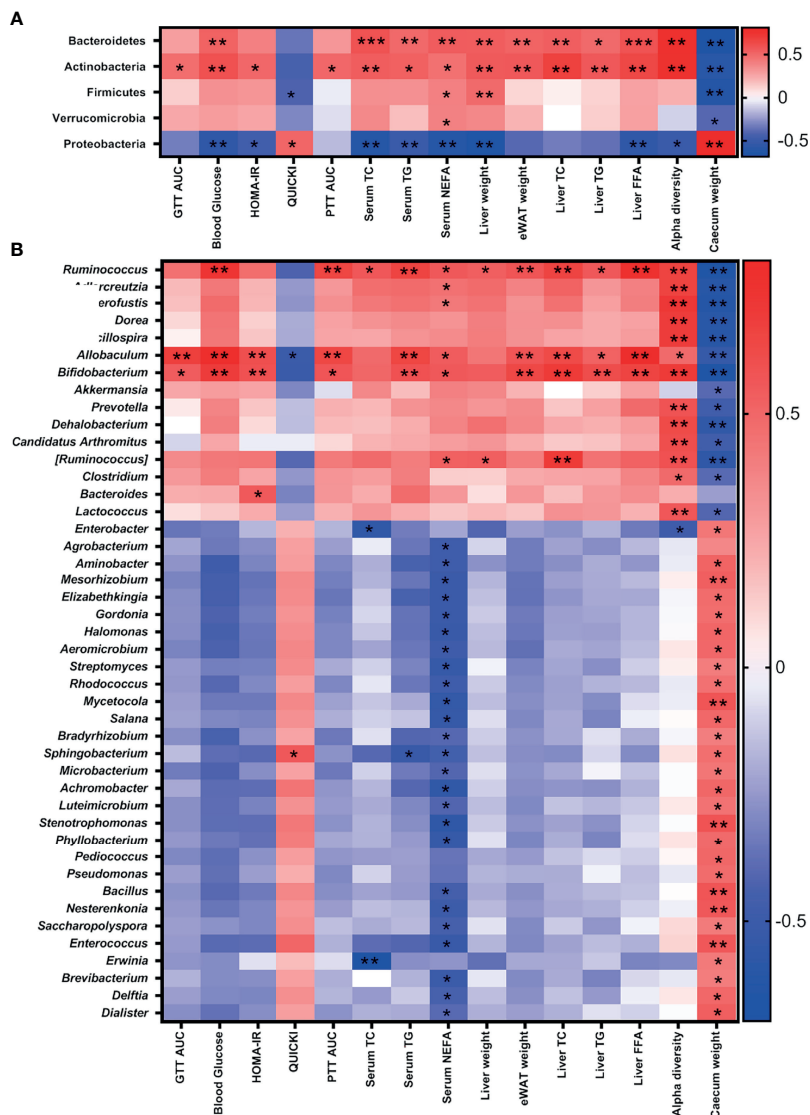 A
Bacteroidetes ** *** ** ** ** ** ** * *** ** **
Actinobacteria * ** * * ** * * ** ** ** ** ** ** **
Firmicutes * * ** **
Verrucomicrobia * *
Proteobacteria ** * * ** ** ** ** ** * **
0.5
0
-0.5
GTT AUC
Blood Glucose
HOMA-IR
QUICKI
PTT AUC
Serum TC
Serum TG
Serum NEFA
Liver weight
eWAT weight
Liver TC
Liver TG
Liver FFA
Alpha diversity
Caecum weight
B
Ruminococcus ** ** * ** * * ** ** * ** ** **
rcreutzia * ** **
erofustis * ** **
Dorea ** **
cillospira ** **
Allobaculum ** ** ** * ** ** * ** ** * ** * **
Bifidobacterium * ** ** * ** * ** ** ** ** ** **
Akkermansia *
Prevotella ** *
Dehalobacterium ** **
Candidatus Arthromitus ** *
[Ruminococcus] * * ** ** **
Clostridium * *
Bacteroides *
Lactococcus ** *
Enterobacter * * *
Agrobacterium *
Aminobacter * *
Mesorhizobium * **
Elizabethkingia * *
Gordonia * *
Halomonas * *
Aeromicrobium * *
Streptomyces * *
Rhodococcus * *
Mycetocola * **
Salana * *
Bradyrhizobium * *
Sphingobacterium * * * *
Microbacterium * *
Achromobacter * *
Luteimicrobium * *
Stenotrophomonas * **
Phyllobacterium * *
Pediococcus *
Pseudomonas *
Bacillus * **
Nesterenkonia * **
Saccharopolyspora * *
Enterococcus * **
Erwinia ** *
Brevibacterium * *
Delftia * *
Dialister * *
0.5
0
-0.5
GTT AUC
Blood Glucose
HOMA-IR
QUICKI
PTT AUC
Serum TC
Serum TG
Serum NEFA
Liver weight
eWAT weight
Liver TC
Liver TG
Liver FFA
Alpha diversity
Caecum weight